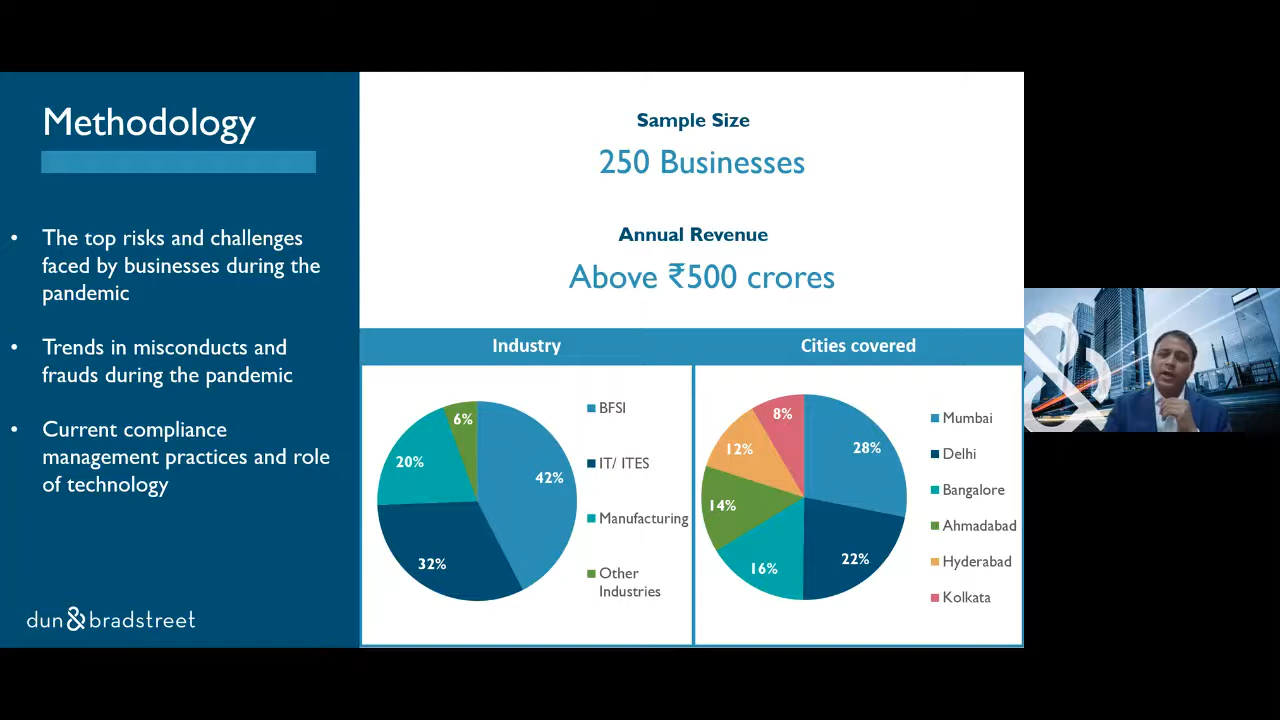 Methodology
• The top risks and challenges
faced by businesses during the
pandemic
• Trends in misconducts and
frauds during the pandemic
• Current compliance
management practices and role
of technology
dun&bradstreet
Sample Size
250 Businesses
Annual Revenue
Above ₹500 crores
Industry
6%
20%
42%
32%
BFSI
IT/ ITES
Manufacturing
Other
Industries
Cities covered
8%
12%
28%
14%
16%
22%
Mumbai
Delhi
Bangalore
Ahmadabad
Hyderabad
Kolkata
&